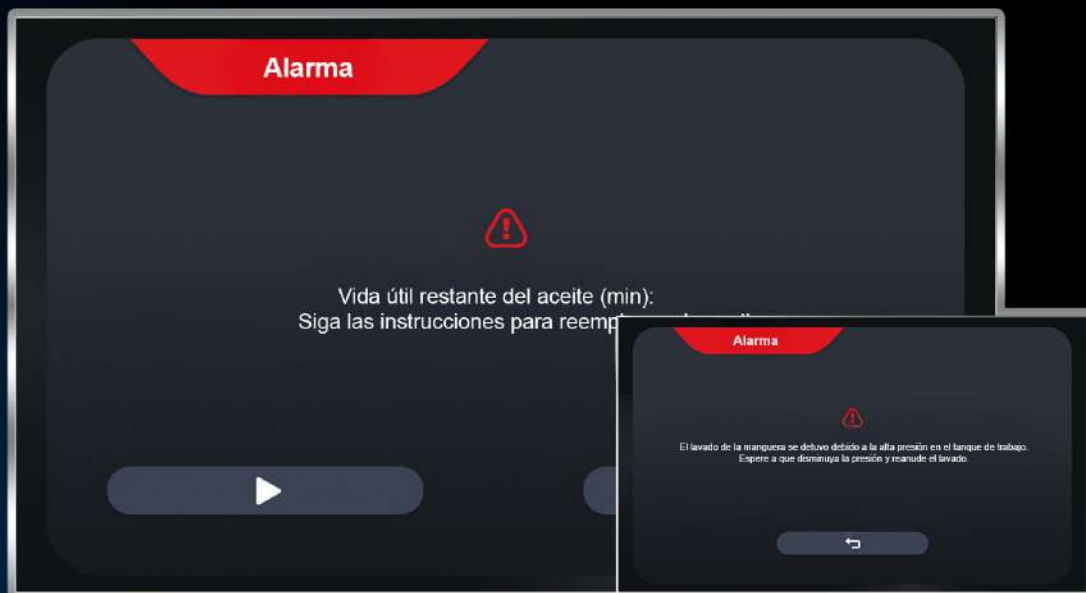 Alarma
Vida útil restante del aceite (min):
Siga las instrucciones para
Alarma
El lavado de la manguera se detuvo debido a la alta presión en el tanque de trabajo.
Espere a que disminuya la presión y reanude el lavado.